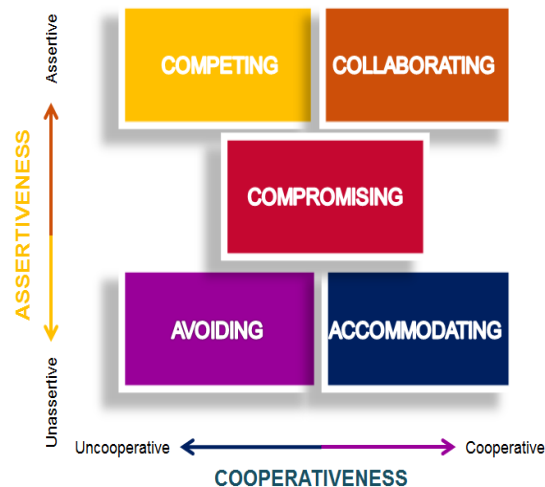 Assertive
COMPETING
COLLABORATING
ASSERTIVENESS
COMPROMISING
AVOIDING
ACCOMMODATING
Unassertive
Uncooperative
Cooperative
COOPERATIVENESS